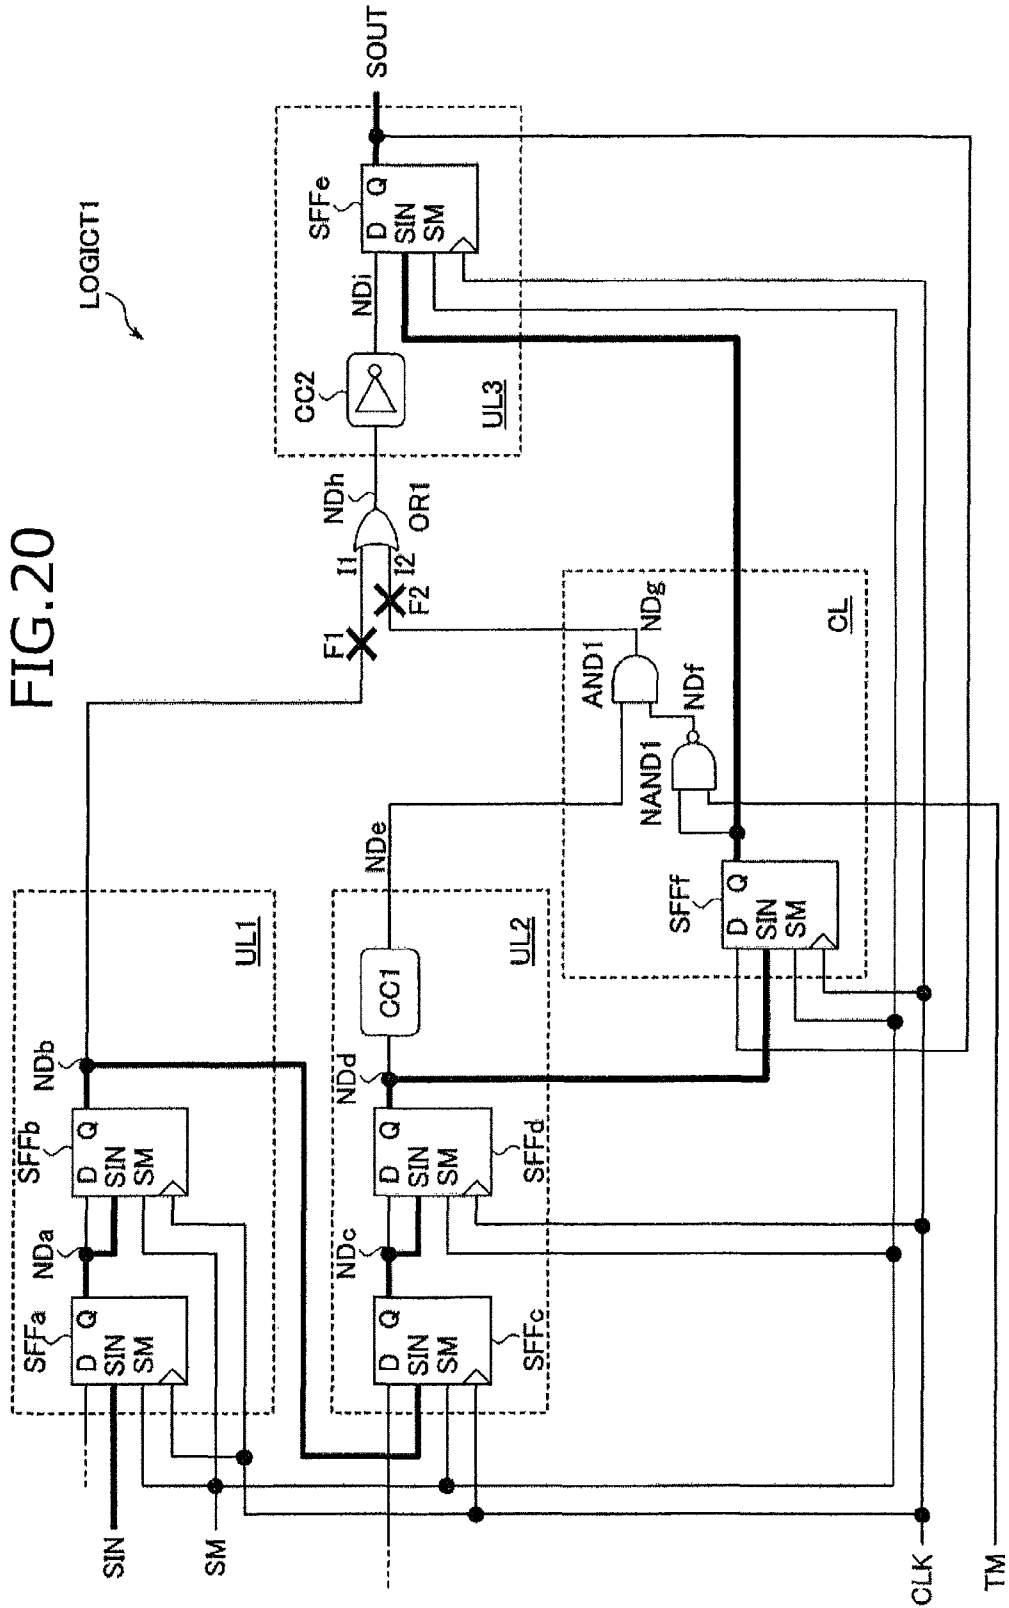 FIG.20
LOGICT1
SIN
SM
CLK
TM
SFFa
D Q
SIN
SM
NDa
SFFb
D Q
SIN
SM
NDb
UL1
SFFc
D Q
SIN
SM
NDc
SFFd
D Q
SIN
SM
NDd
CC1
UL2
NDe
SFFf
D Q
SIN
SM
NAND1
NDf
AND1
NDg
CL
F1
F2
I1
I2
OR1
NDh
CC2
NDi
UL3
SFFe
D Q
SIN
SM
SOUT